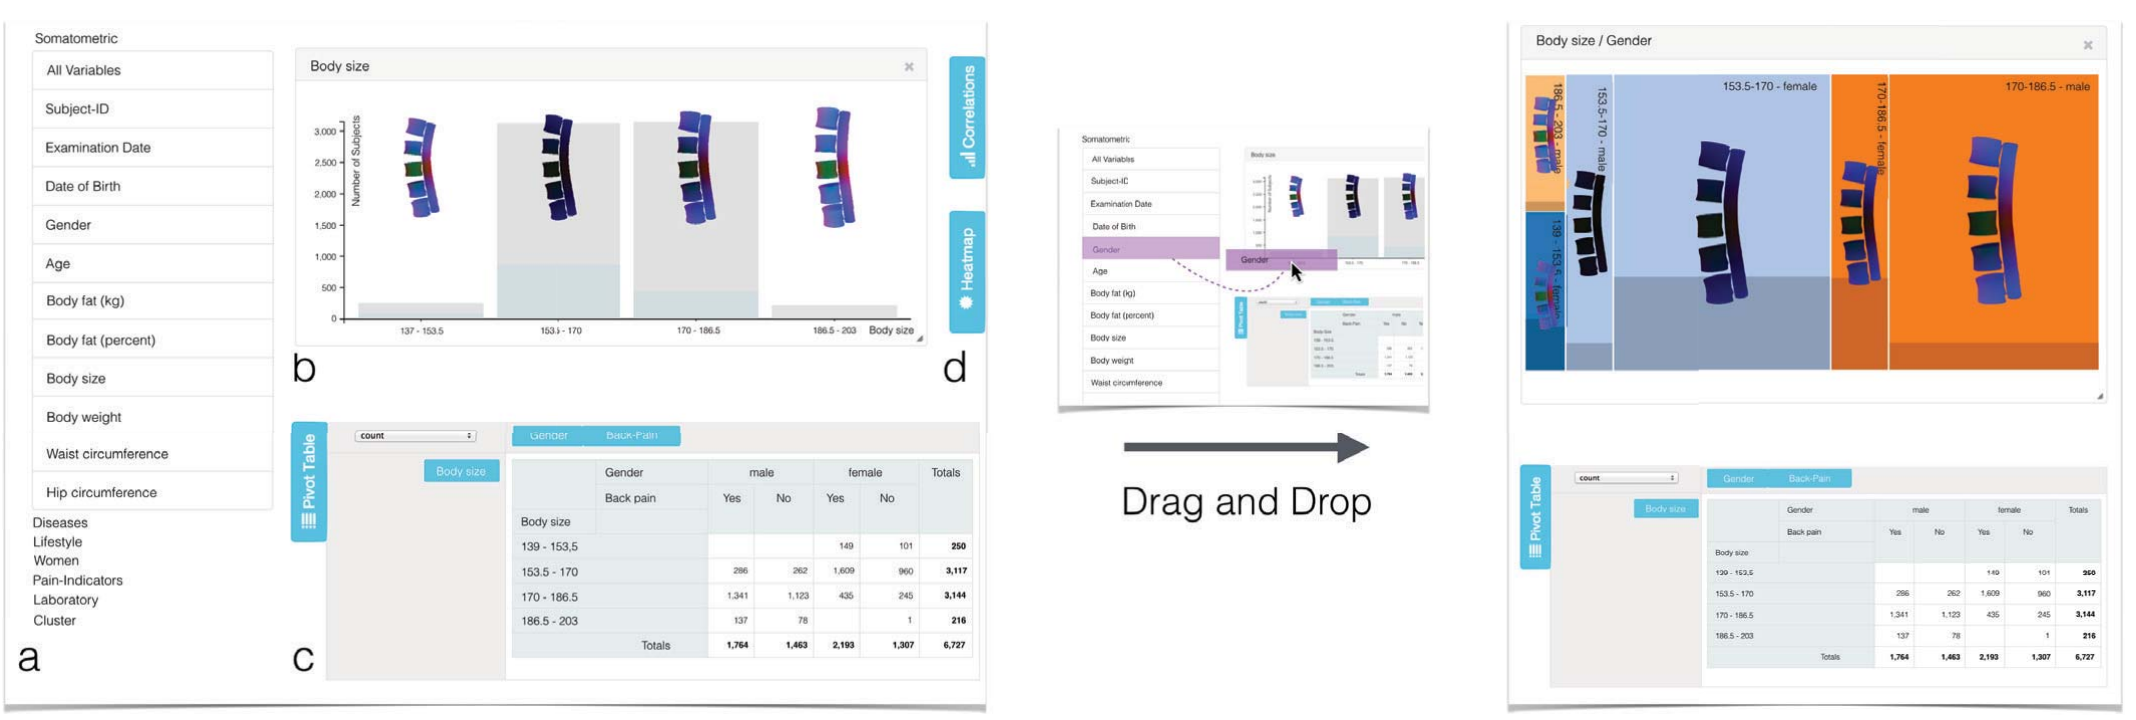 Somatometric
All Variables
Subject-ID
Examination Date
Date of Birth
Gender
Age
Body fat (kg)
Body fat (percent)
Body size
Body weight
Waist circumference
Hip circumference
Diseases
Lifestyle
Women
Pain-Indicators
Laboratory
Cluster
a
Body size
Number of Subjects
3,000
2,500
2,000
1,500
1,000
500
0
137 - 153.5
153.5 - 170
170 - 186.5
186.5 - 203
Body size
b
Correlations
Heatmap
d
Pivot Table
count
Gender Back-Pain
Body size
Gender male female Totals
Back pain Yes No Yes No
Body size
139 - 153,5 149 101 250
153.5 - 170 286 262 1,609 960 3,117
170 - 186.5 1,341 1,123 435 245 3,144
186.5 - 203 137 78 1 216
Totals 1,764 1,463 2,193 1,307 6,727
c
Somatometric
All Variables
Subject-ID
Examination Date
Date of Birth
Gender
Age
Body fat (kg)
Body fat (percent)
Body size
Body weight
Waist circumference
Body size
Gender
Pivot Table
Drag and Drop
Body size / Gender
186.5 - 203 - male
139 - 153.5 - female
153.5-170 - male
153.5-170 - female
170-186.5 - female
170-186.5 - male
Pivot Table
count
Gender Back-Pain
Body size
Gender male female Totals
Back pain Yes No Yes No
Body size
139 - 153,5 149 101 250
153.5 - 170 286 262 1,609 960 3,117
170 - 186.5 1,341 1,123 435 245 3,144
186.5 - 203 137 78 1 216
Totals 1,764 1,463 2,193 1,307 6,727